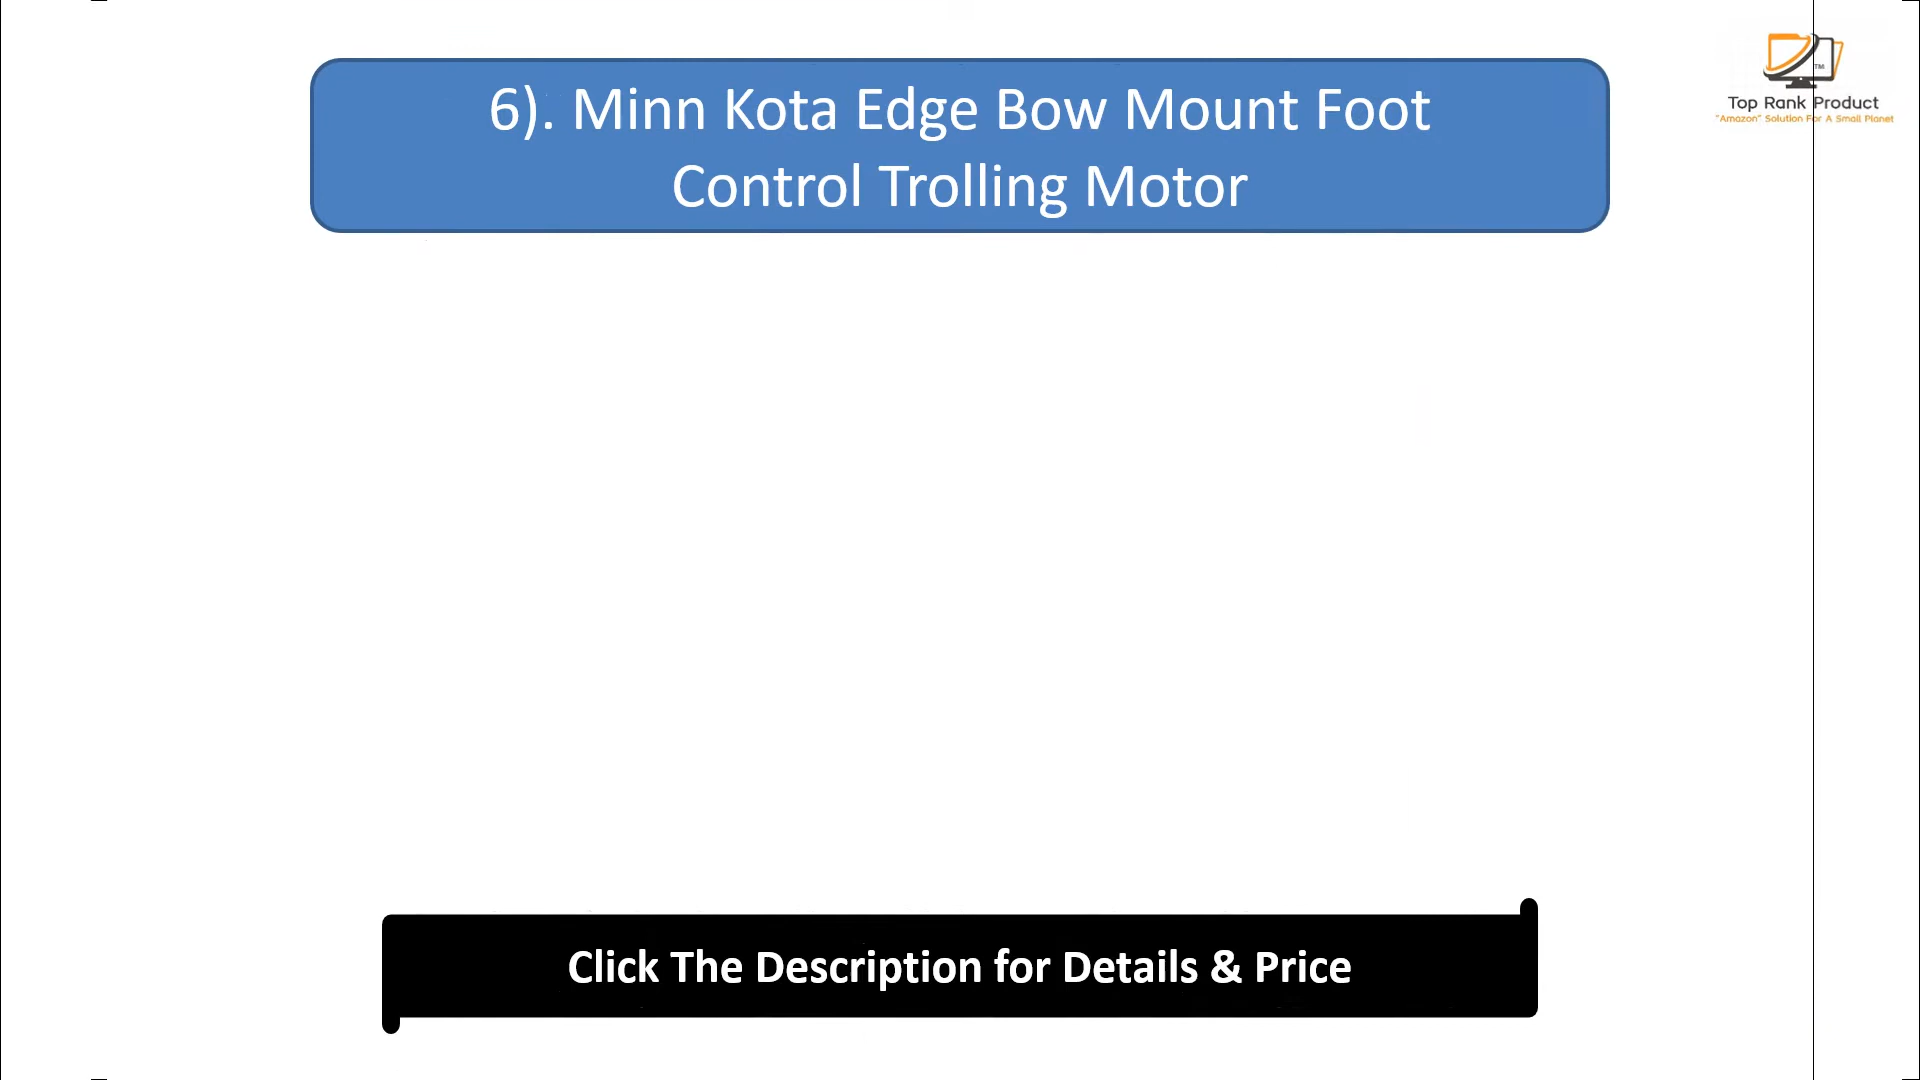 6). Minn Kota Edge Bow Mount Foot
Control Trolling Motor
TM
Top Rank Product
"Amazon" Solution For A Small Planet
Click The Description for Details & Price